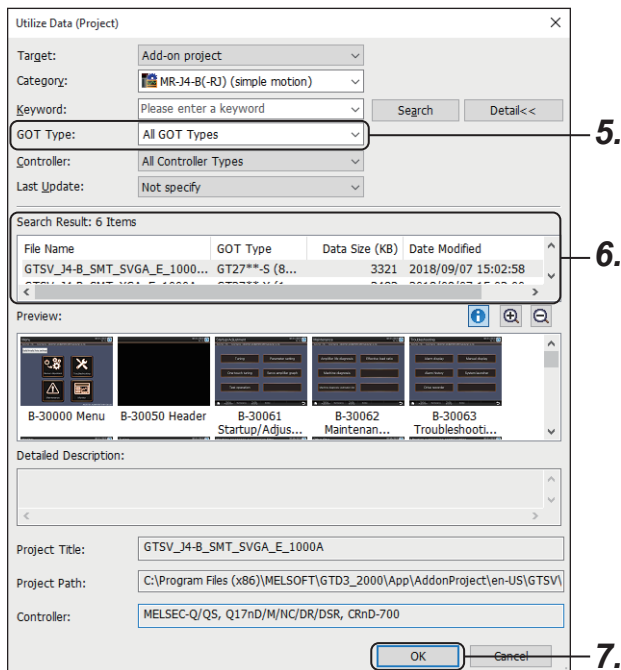 Utilize Data (Project)
Target: Add-on project
Category: MR-J4-B(-RJ) (simple motion)
Keyword: Please enter a keyword Search Detail<<
GOT Type: All GOT Types 5.
Controller: All Controller Types
Last Update: Not specify
Search Result: 6 Items
6.
File Name GOT Type Data Size (KB) Date Modified
GTSV_J4-B_SMT_SVGA_E_1000... GT27**-S (8... 3321 2018/09/07 15:02:58
Preview:
Menu
Startup/Adjustment
Maintenance
Troubleshooting
B-30000 Menu B-30050 Header B-30061 Startup/Adjus... B-30062 Maintenan... B-30063 Troubleshooti...
Detailed Description:
Project Title: GTSV_J4-B_SMT_SVGA_E_1000A
Project Path: C:\Program Files (x86)\MELSOFT\GTD3_2000\App\AddonProject\en-US\GTSV\
Controller: MELSEC-Q/QS, Q17nD/M/NC/DR/DSR, CRnD-700
OK Cancel 7.